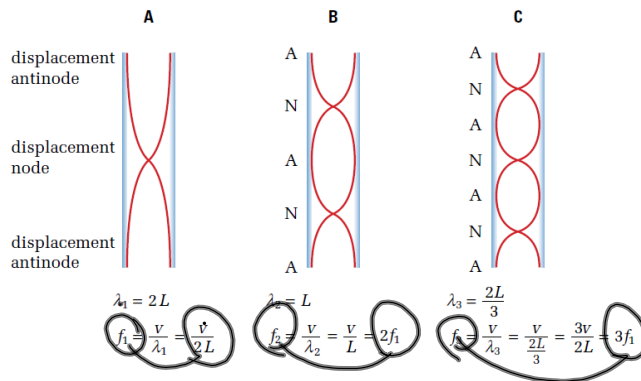 A B C
displacement antinode
displacement node
displacement antinode
A
N
A
N
A
A
N
A
N
A
N
A
λ₁ = 2L
f₁ = v/λ₁ = v/2L
λ₂ = L
f₂ = v/λ₂ = v/L = 2f₁
λ₃ = 2L/3
f = v/λ₃ = v/(2L/3) = 3v/2L = 3f₁